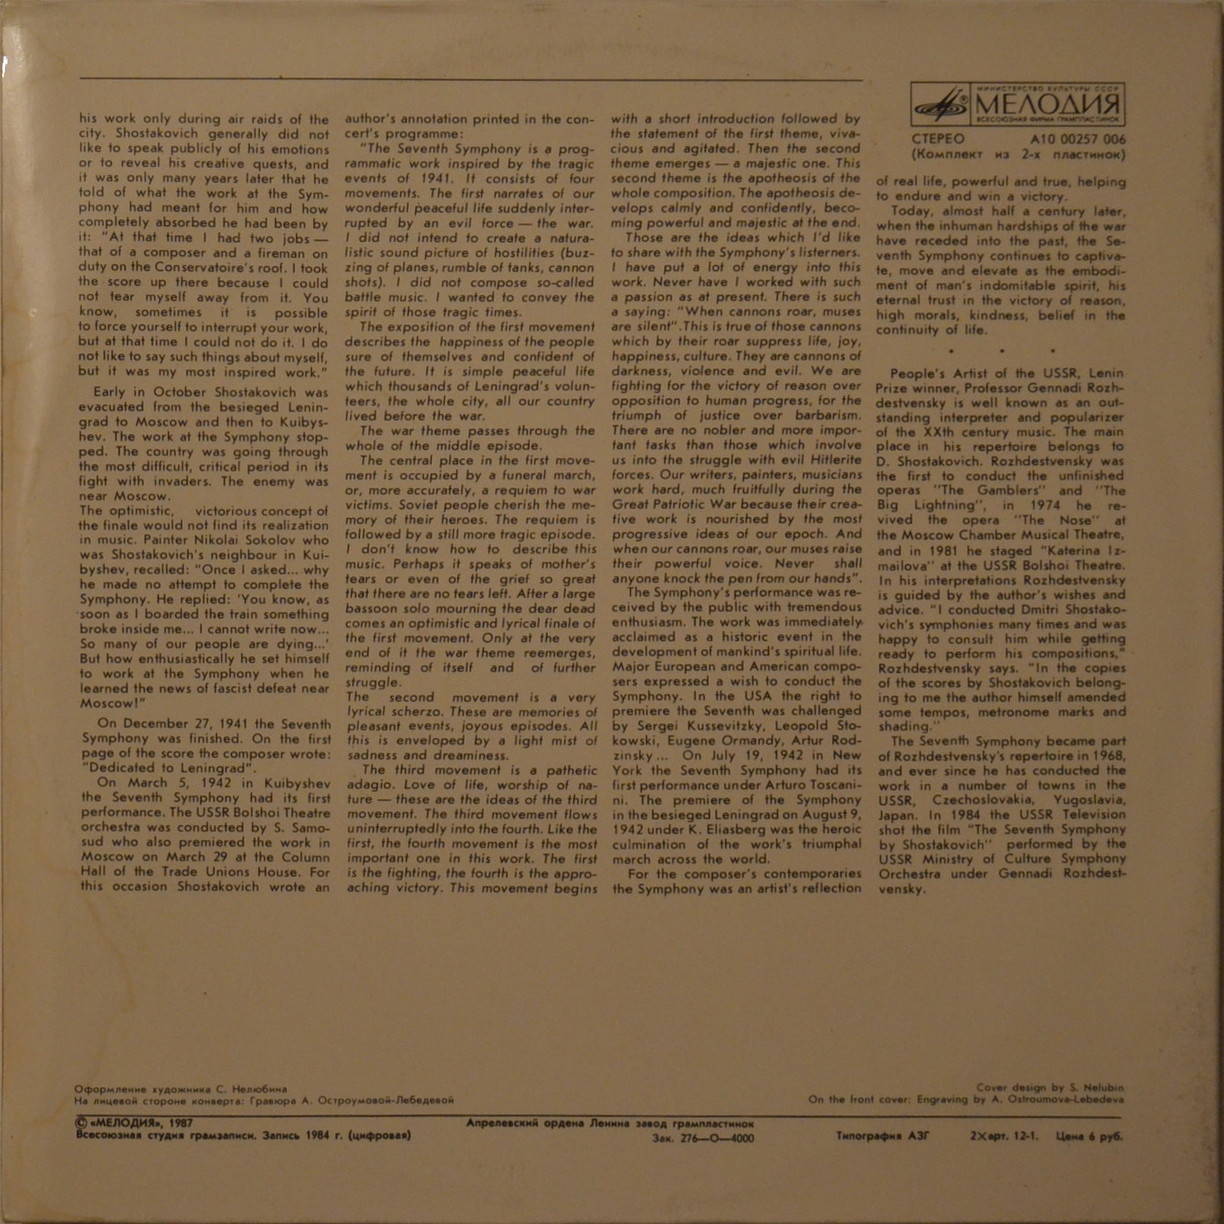 his work only during air raids of the
city. Shostakovich generally did not
like to speak publicly of his emotions
or to reveal his creative quests, and
it was only many years later that he
told of what the work at the Sym-
phony had meant for him and how
completely absorbed he had been by
it: "At that time I had two jobs —
that of a composer and a fireman on
duty on the Conservatoire's roof. I took
the score up there because I could
not tear myself away from it. You
know, sometimes it is possible
to force yourself to interrupt your work,
but at that time I could not do it. I do
not like to say such things about myself,
but it was my most inspired work."
Early in October Shostakovich was
evacuated from the besieged Lenin-
grad to Moscow and then to Kuibys-
hev. The work at the Symphony stop-
ped. The country was going through
the most difficult, critical period in its
fight with invaders. The enemy was
near Moscow.
The optimistic, victorious concept of
the finale would not find its realization
in music. Painter Nikolai Sokolov who
was Shostakovich's neighbour in Kui-
byshev, recalled: "Once I asked... why
he made no attempt to complete the
Symphony. He replied: 'You know, as
soon as I boarded the train something
broke inside me... I cannot write now...
So many of our people are dying...'
But how enthusiastically he set himself
to work at the Symphony when he
learned the news of fascist defeat near
Moscow!"
On December 27, 1941 the Seventh
Symphony was finished. On the first
page of the score the composer wrote:
"Dedicated to Leningrad".
On March 5, 1942 in Kuibyshev
the Seventh Symphony had its first
performance. The USSR Bolshoi Theatre
orchestra was conducted by S. Samo-
sud who also premiered the work in
Moscow on March 29 at the Column
Hall of the Trade Unions House. For
this occasion Shostakovich wrote an
author's annotation printed in the con-
cert's programme:
"The Seventh Symphony is a prog-
rammatic work inspired by the tragic
events of 1941. It consists of four
movements. The first narrates of our
wonderful peaceful life suddenly inter-
rupted by an evil force — the war.
I did not intend to create a natura-
listic sound picture of hostilities (buz-
zing of planes, rumble of tanks, cannon
shots). I did not compose so-called
battle music. I wanted to convey the
spirit of those tragic times.
The exposition of the first movement
describes the happiness of the people
sure of themselves and confident of
the future. It is simple peaceful life
which thousands of Leningrad's volun-
teers, the whole city, all our country
lived before the war.
The war theme passes through the
whole of the middle episode.
The central place in the first move-
ment is occupied by a funeral march,
or, more accurately, a requiem to war
victims. Soviet people cherish the me-
mory of their heroes. The requiem is
followed by a still more tragic episode.
I don't know how to describe this
music. Perhaps it speaks of mother's
tears or even of the grief so great
that there are no tears left. After a large
bassoon solo mourning the dear dead
comes an optimistic and lyrical finale of
the first movement. Only at the very
end of it the war theme reemerges,
reminding of itself and of further
struggle.
The second movement is a very
lyrical scherzo. These are memories of
pleasant events, joyous episodes. All
this is enveloped by a light mist of
sadness and dreaminess.
The third movement is a pathetic
adagio. Love of life, worship of na-
ture — these are the ideas of the third
movement. The third movement flows
uninterruptedly into the fourth. Like the
first, the fourth movement is the most
important one in this work. The first
is the fighting, the fourth is the appro-
aching victory. This movement begins
with a short introduction followed by
the statement of the first theme, viva-
cious and agitated. Then the second
theme emerges — a majestic one. This
second theme is the apotheosis of the
whole composition. The apotheosis de-
velops calmly and confidently, beco-
ming powerful and majestic at the end.
Those are the ideas which I'd like
to share with the Symphony's listerners.
I have put a lot of energy into this
work. Never have I worked with such
a passion as at present. There is such
a saying: "When cannons roar, muses
are silent".This is true of those cannons
which by their roar suppress life, joy,
happiness, culture. They are cannons of
darkness, violence and evil. We are
fighting for the victory of reason over
opposition to human progress, for the
triumph of justice over barbarism.
There are no nobler and more impor-
tant tasks than those which involve
us into the struggle with evil Hitlerite
forces. Our writers, painters, musicians
work hard, much fruitfully during the
Great Patriotic War because their crea-
tive work is nourished by the most
progressive ideas of our epoch. And
when our cannons roar, our muses raise
their powerful voice. Never shall
anyone knock the pen from our hands".
The Symphony's performance was re-
ceived by the public with tremendous
enthusiasm. The work was immediately
acclaimed as a historic event in the
development of mankind's spiritual life.
Major European and American compo-
sers expressed a wish to conduct the
Symphony. In the USA the right to
premiere the Seventh was challenged
by Sergei Kussevitzky, Leopold Sto-
kowski, Eugene Ormandy, Artur Rod-
zinsky... On July 19, 1942 in New
York the Seventh Symphony had its
first performance under Arturo Toscani-
ni. The premiere of the Symphony
in the besieged Leningrad on August 9,
1942 under K. Eliasberg was the heroic
culmination of the work's triumphal
march across the world.
For the composer's contemporaries
the Symphony was an artist's reflection
МИНИСТЕРСТВО КУЛЬТУРЫ СССР
МЕЛОДИЯ
ВСЕСОЮЗНАЯ ФИРМА ГРАМПЛАСТИНОК
СТЕРЕО А10 00257 006
(Комплект из 2-х пластинок)
of real life, powerful and true, helping
to endure and win a victory.
Today, almost half a century later,
when the inhuman hardships of the war
have receded into the past, the Se-
venth Symphony continues to captiva-
te, move and elevate as the embodi-
ment of man's indomitable spirit, his
eternal trust in the victory of reason,
high morals, kindness, belief in the
continuity of life.
* * *
People's Artist of the USSR, Lenin
Prize winner, Professor Gennadi Rozh-
destvensky is well known as an out-
standing interpreter and popularizer
of the XXth century music. The main
place in his repertoire belongs to
D. Shostakovich. Rozhdestvensky was
the first to conduct the unfinished
operas "The Gamblers" and "The
Big Lightning", in 1974 he re-
vived the opera "The Nose" at
the Moscow Chamber Musical Theatre,
and in 1981 he staged "Katerina Iz-
mailova" at the USSR Bolshoi Theatre.
In his interpretations Rozhdestvensky
is guided by the author's wishes and
advice. "I conducted Dmitri Shostako-
vich's symphonies many times and was
happy to consult him while getting
ready to perform his compositions,"
Rozhdestvensky says. "In the copies
of the scores by Shostakovich belong-
ing to me the author himself amended
some tempos, metronome marks and
shading."
The Seventh Symphony became part
of Rozhdestvensky's repertoire in 1968,
and ever since he has conducted the
work in a number of towns in the
USSR, Czechoslovakia, Yugoslavia,
Japan. In 1984 the USSR Television
shot the film "The Seventh Symphony
by Shostakovich" performed by the
USSR Ministry of Culture Symphony
Orchestra under Gennadi Rozhdest-
vensky.
Оформление художника С. Нелюбина
На лицевой стороне конверта: Гравюра А. Остроумовой-Лебедевой
Cover design by S. Nelubin
On the front cover: Engraving by A. Ostroumova-Lebedeva
© «МЕЛОДИЯ», 1987
Всесоюзная студия грамзаписи. Запись 1984 г. (цифровая)
Апрелевский ордена Ленина завод грампластинок
Зак. 276—О—4000
Типография АЗГ 2Харт. 12-1. Цена 6 руб.